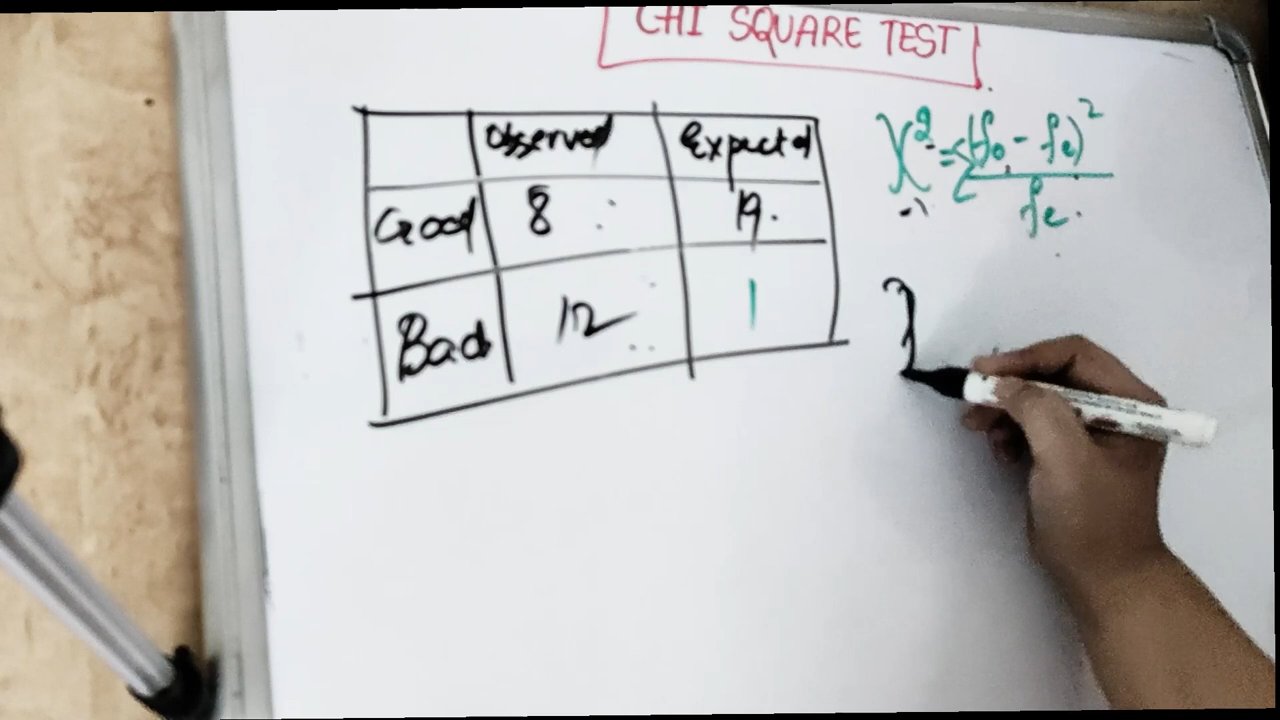 CHI SQUARE TEST
Observed Expected
Good 8 19.
Bad 12 1
χ² = Σ(fo - fe)²
fe